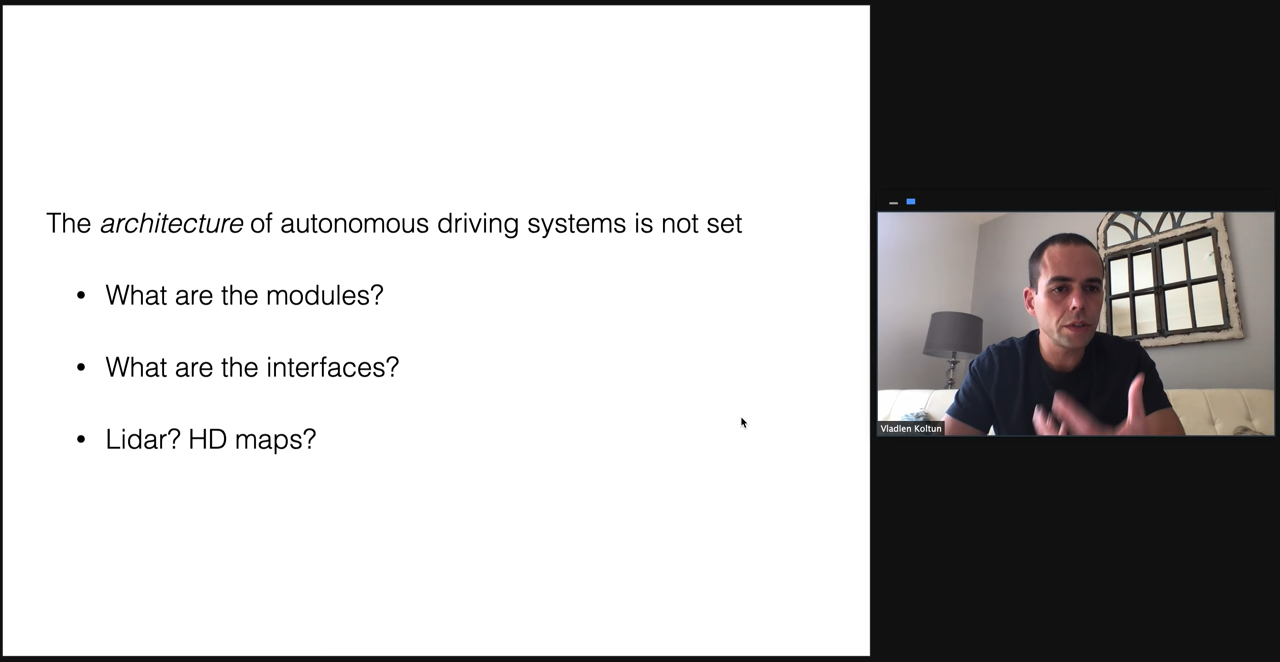 The architecture of autonomous driving systems is not set
• What are the modules?
• What are the interfaces?
• Lidar? HD maps?
Vladlen Koltun